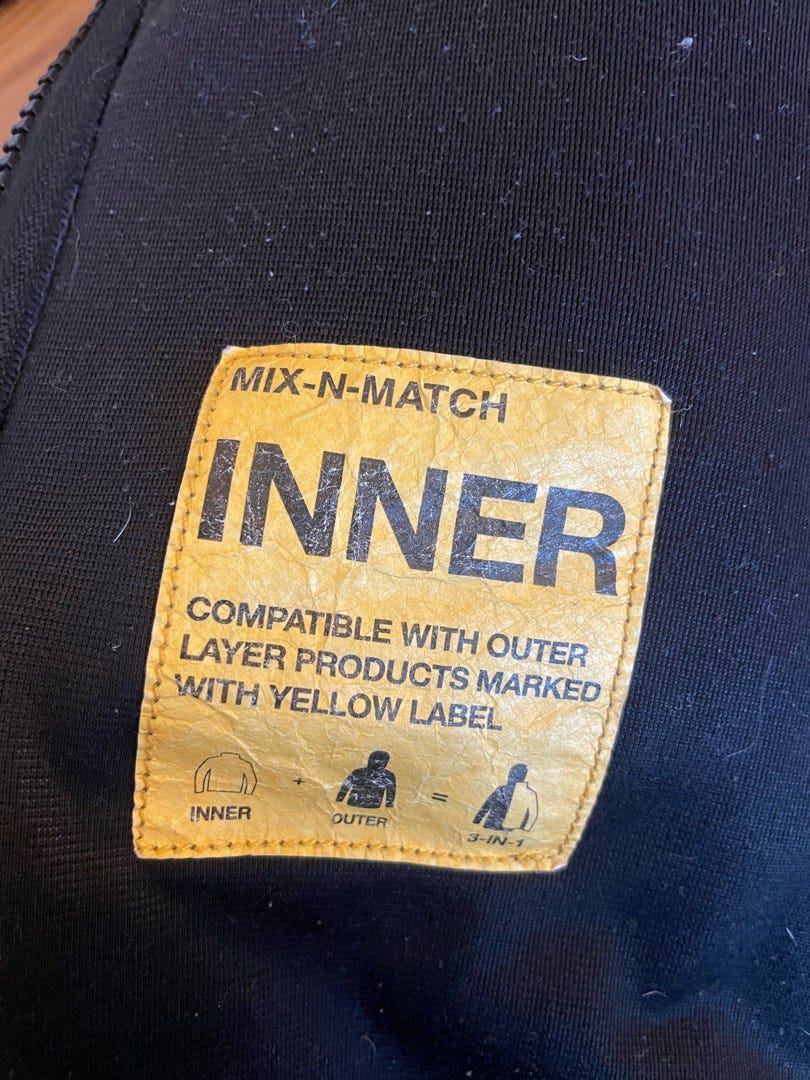 MIX-N-MATCH
INNER
COMPATIBLE WITH OUTER
LAYER PRODUCTS MARKED
WITH YELLOW LABEL
+ =
INNER OUTER 3-IN-1